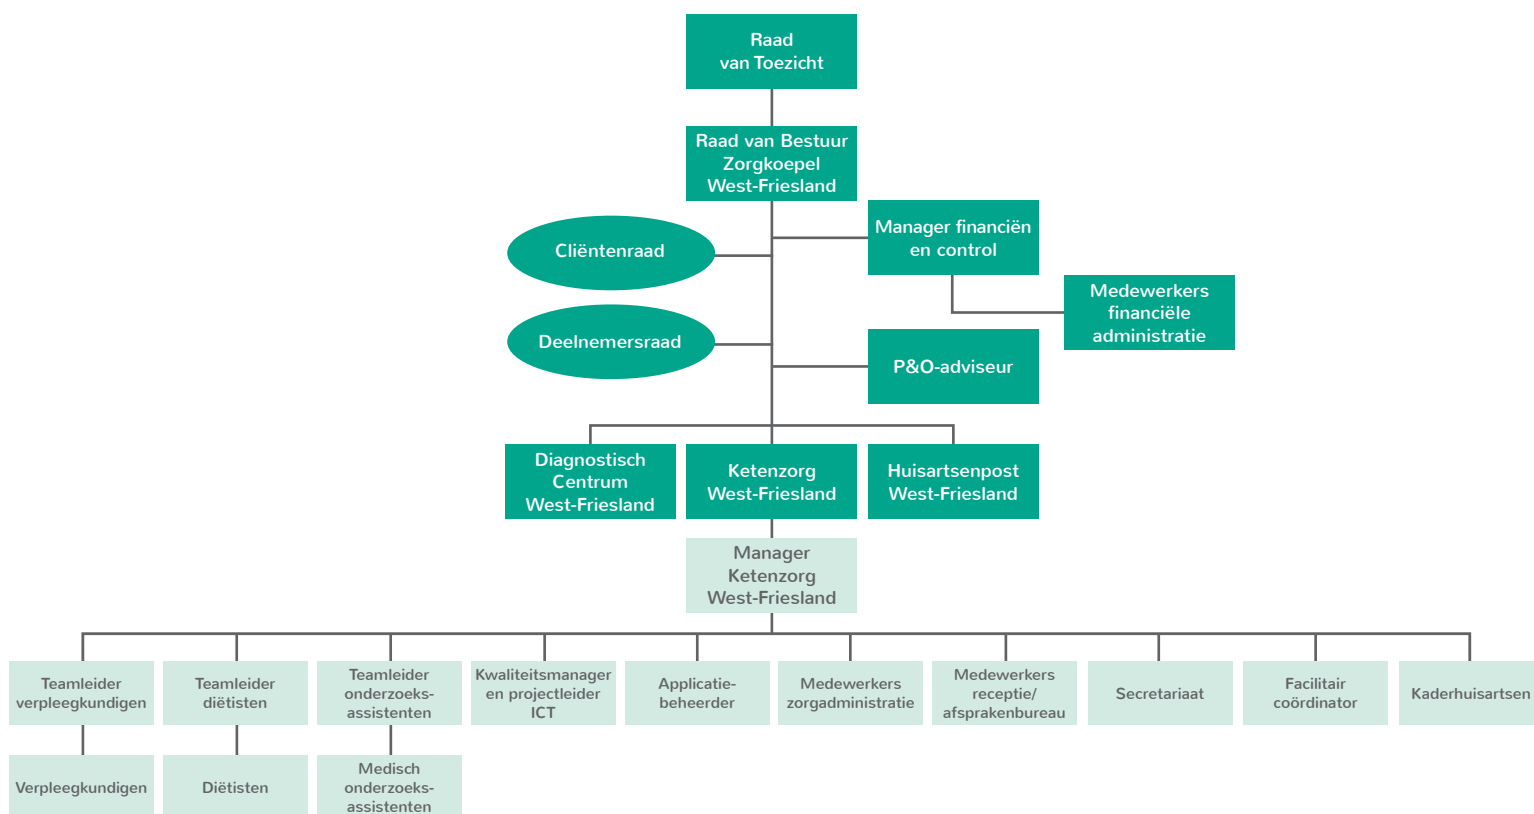 Raad
van Toezicht
Raad van Bestuur
Zorgkoepel
West-Friesland
Manager financiën
en control
Cliëntenraad
Medewerkers
financiële
administratie
Deelnemersraad
P&O-adviseur
Diagnostisch
Centrum
West-Friesland
Ketenzorg
West-Friesland
Huisartsenpost
West-Friesland
Manager
Ketenzorg
West-Friesland
Teamleider
verpleegkundigen
Teamleider
diëtisten
Teamleider
onderzoeks-
assistenten
Kwaliteitsmanager
en projectleider
ICT
Applicatie-
beheerder
Medewerkers
zorgadministratie
Medewerkers
receptie/
afsprakenbureau
Secretariaat
Facilitair
coördinator
Kaderhuisartsen
Verpleegkundigen
Diëtisten
Medisch
onderzoeks-
assistenten